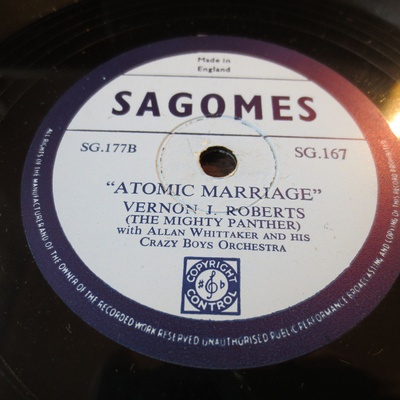 Made in
England
SAGOMES
SG.177B SG.167
“ATOMIC MARRIAGE”
VERNON J. ROBERTS
(THE MIGHTY PANTHER)
with ALLAN WHITTAKER AND HIS
CRAZY BOYS ORCHESTRA
COPYRIGHT
CONTROL
ALL RIGHTS OF THE MANUFACTURER AND OF THE OWNER OF THE RECORDED WORK RESERVED UNAUTHORISED PUBLIC PERFORMANCE BROADCASTING AND COPYING OF THIS RECORD PROHIBITED